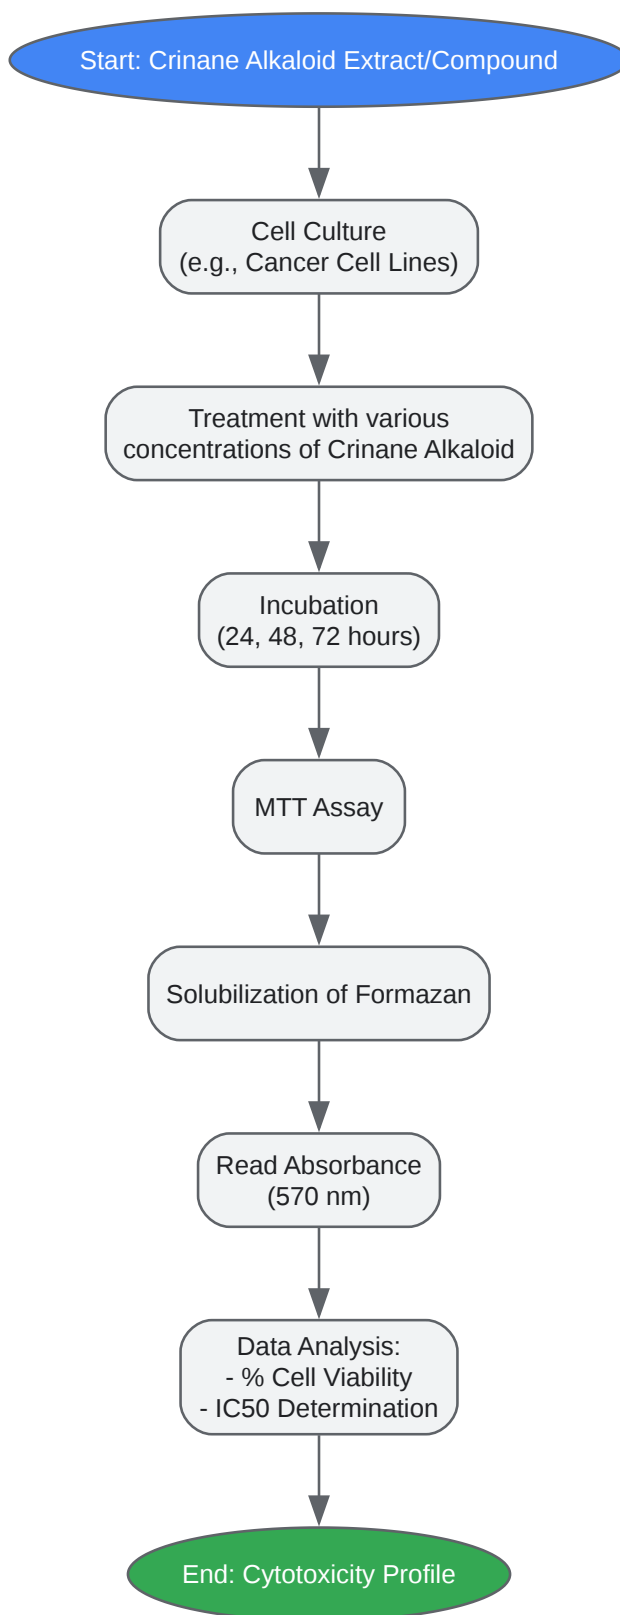 Start: Crinane Alkaloid Extract/Compound
Cell Culture
(e.g., Cancer Cell Lines)
Treatment with various
concentrations of Crinane Alkaloid
Incubation
(24, 48, 72 hours)
MTT Assay
Solubilization of Formazan
Read Absorbance
(570 nm)
Data Analysis:
- % Cell Viability
- IC50 Determination
End: Cytotoxicity Profile